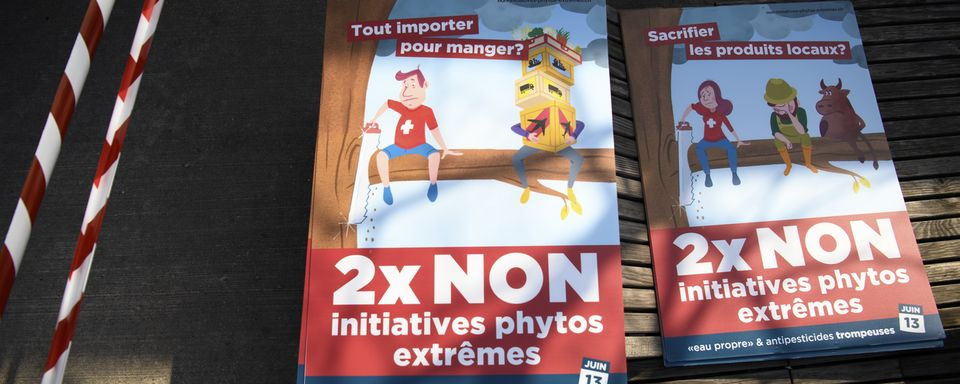 Tout importer
pour manger?
2x NON
initiatives phytos
extrêmes
JUIN
13
Sacrifier
les produits locaux?
2x NON
initiatives phytos
extrêmes
JUIN
13
«eau propre» & antipesticides trompeuses